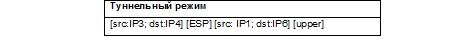 Туннельный режим
[src:IP3; dst:IP4] [ESP] [src: IP1; dst:IP6] [upper]